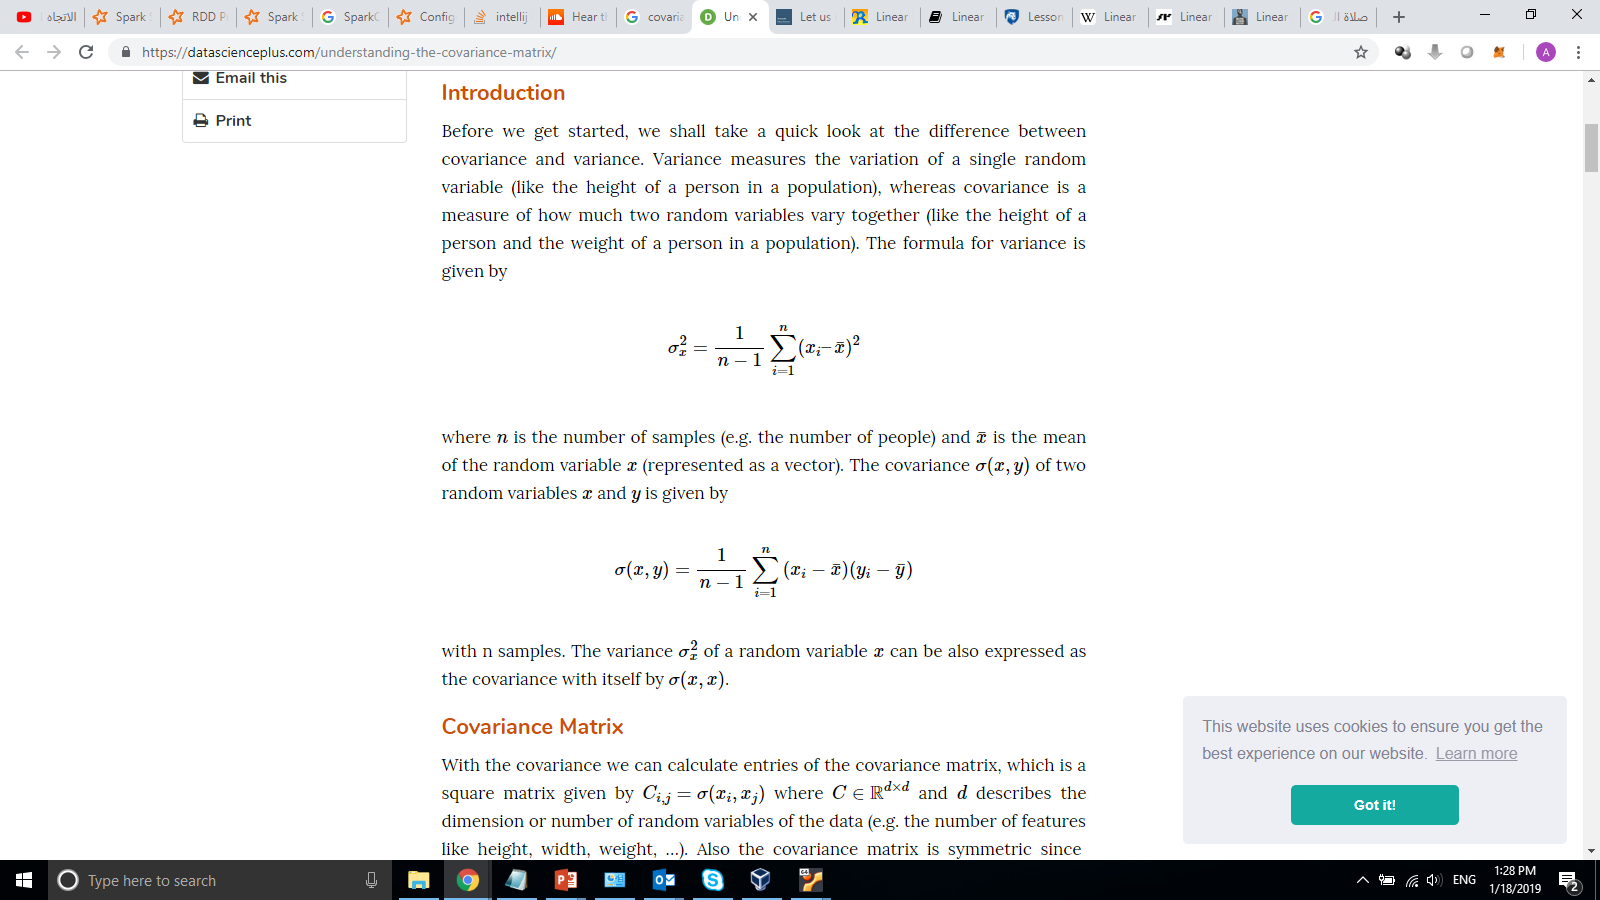 الاتجاه
Spark
RDD P
Spark
Spark
Config
intellij
Hear t
covaria
Un
Let us
Linear
Linear
Lesson
Linear
Linear
Linear
صلاة ال
https://datascienceplus.com/understanding-the-covariance-matrix/
A
Email this
Print
Introduction
Before we get started, we shall take a quick look at the difference between
covariance and variance. Variance measures the variation of a single random
variable (like the height of a person in a population), whereas covariance is a
measure of how much two random variables vary together (like the height of a
person and the weight of a person in a population). The formula for variance is
given by
σ²ₓ = 1/(n − 1) ∑ⁿᵢ₌₁ (xᵢ– x̄)²
where n is the number of samples (e.g. the number of people) and x̄ is the mean
of the random variable x (represented as a vector). The covariance σ(x, y) of two
random variables x and y is given by
σ(x, y) = 1/(n − 1) ∑ⁿᵢ₌₁ (xᵢ − x̄)(yᵢ − ȳ)
with n samples. The variance σ²ₓ of a random variable x can be also expressed as
the covariance with itself by σ(x, x).
Covariance Matrix
With the covariance we can calculate entries of the covariance matrix, which is a
square matrix given by Cᵢ,ⱼ = σ(xᵢ, xⱼ) where C ∈ ℝᵈˣᵈ and d describes the
dimension or number of random variables of the data (e.g. the number of features
like height, width, weight, …). Also the covariance matrix is symmetric since
This website uses cookies to ensure you get the
best experience on our website. Learn more
Got it!
Type here to search
ENG
1:28 PM
1/18/2019
2